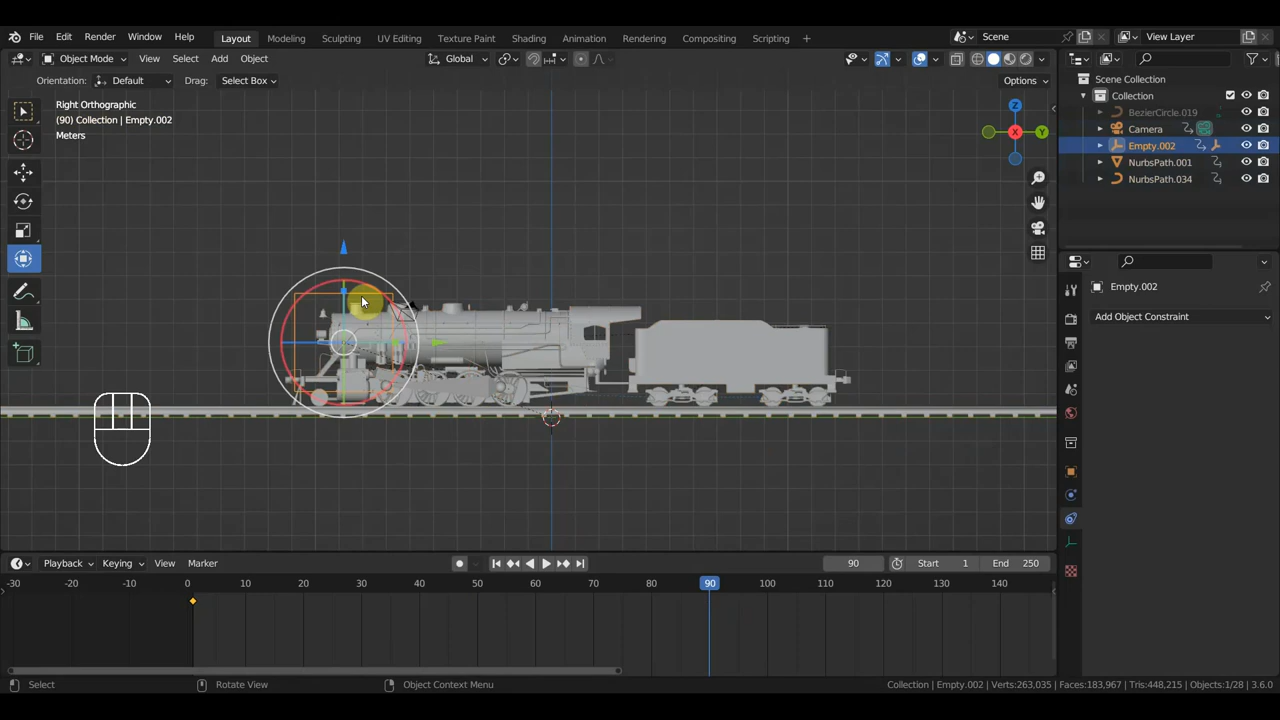 File Edit Render Window Help Layout Modeling Sculpting UV Editing Texture Paint Shading Animation Rendering Compositing Scripting + Scene View Layer
Object Mode View Select Add Object Global
Orientation: Default Drag: Select Box Options
Right Orthographic
(90) Collection | Empty.002
Meters
Z
X
Y
Scene Collection
Collection
BezierCircle.019
Camera
Empty.002
NurbsPath.001
NurbsPath.034
Empty.002
Add Object Constraint
Playback Keying View Marker 90 Start 1 End 250
-30 -20 -10 0 10 20 30 40 50 60 70 80 90 100 110 120 130 140
Select Rotate View Object Context Menu Collection | Empty.002 | Verts:263,035 | Faces:183,967 | Tris:448,215 | Objects:1/28 | 3.6.0